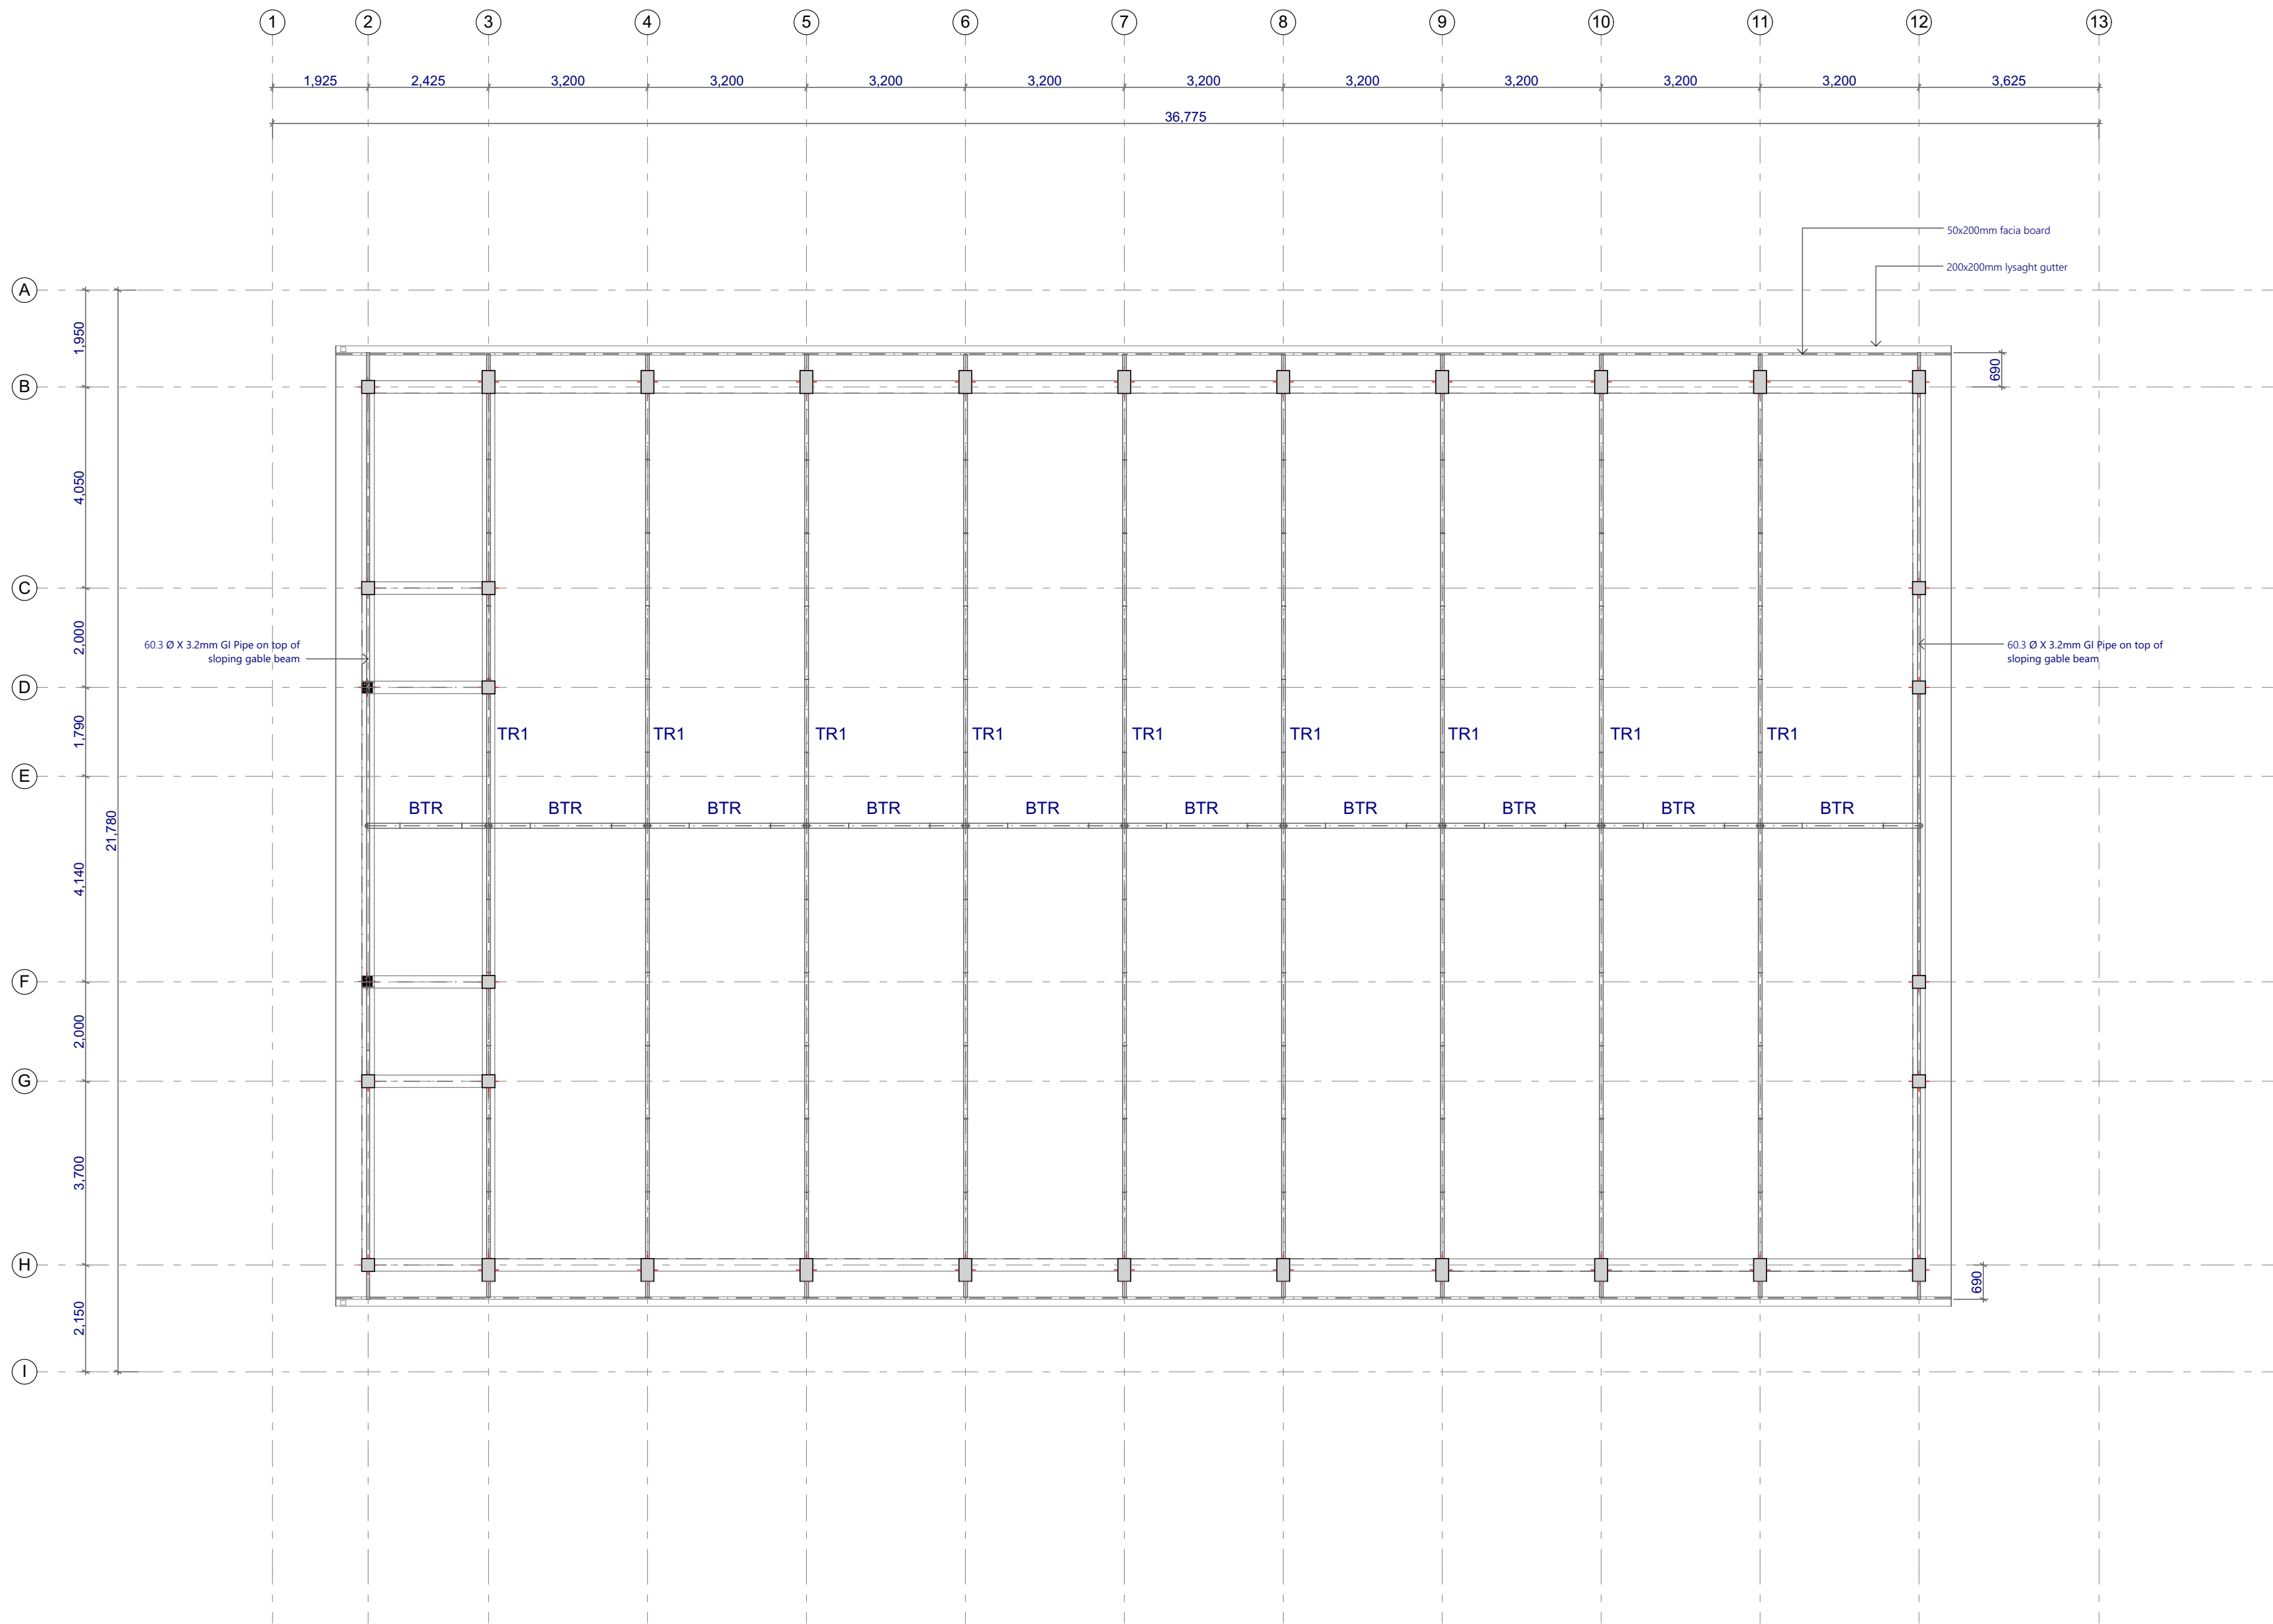 1 2 3 4 5 6 7 8 9 10 11 12 13
1,925 2,425 3,200 3,200 3,200 3,200 3,200 3,200 3,200 3,200 3,200 3,625
36,775
50x200mm facia board
200x200mm lysaght gutter
A
1,950
690
B
4,050
C
2,000
60.3 Ø X 3.2mm GI Pipe on top of
sloping gable beam
60.3 Ø X 3.2mm GI Pipe on top of
sloping gable beam
D
1,790
TR1 TR1 TR1 TR1 TR1 TR1 TR1 TR1 TR1
E
BTR BTR BTR BTR BTR BTR BTR BTR BTR BTR
21,780
4,140
F
2,000
G
3,700
H
690
2,150
I